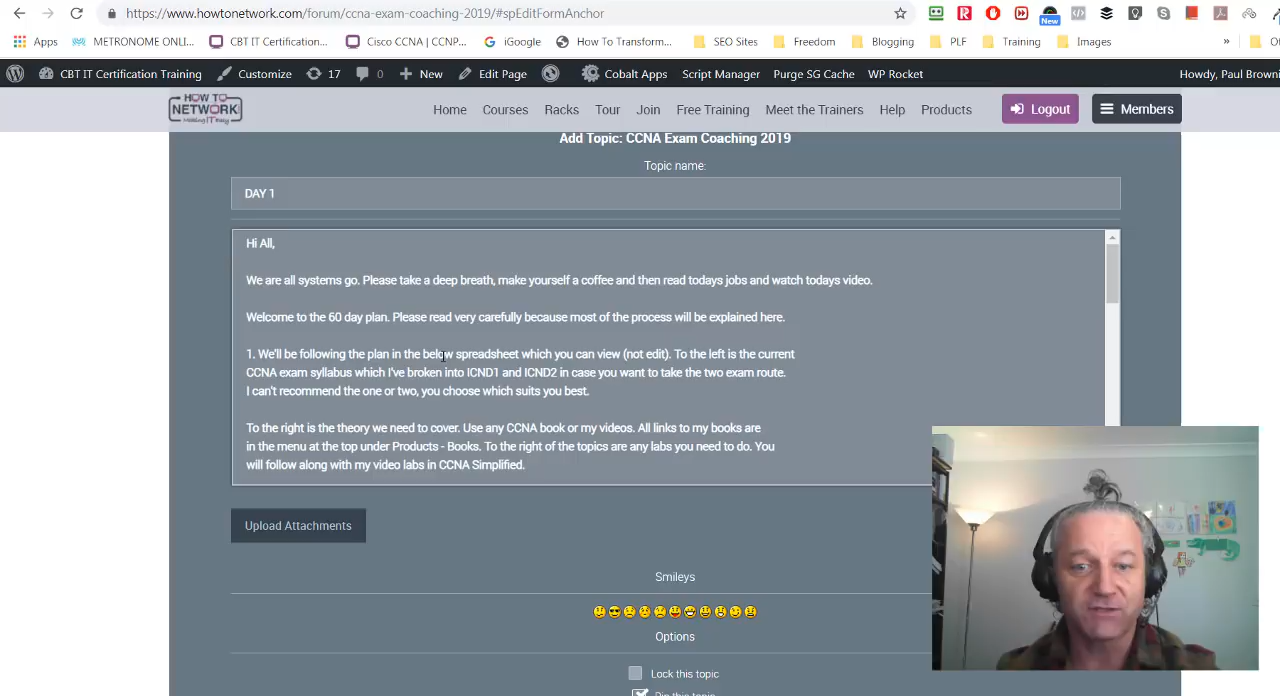 https://www.howtonetwork.com/forum/ccna-exam-coaching-2019/#spEditFormAnchor
New
Apps METRONOME ONLI... CBT IT Certification... Cisco CCNA | CCNP... iGoogle How To Transform... SEO Sites Freedom Blogging PLF Training Images »
CBT IT Certification Training Customize 17 0 New Edit Page Cobalt Apps Script Manager Purge SG Cache WP Rocket Howdy, Paul Browni
HOW TO
NETWORK
Making IT Easy
Home Courses Racks Tour Join Free Training Meet the Trainers Help Products Logout Members
Add Topic: CCNA Exam Coaching 2019
Topic name:
DAY 1
Hi All,
We are all systems go. Please take a deep breath, make yourself a coffee and then read todays jobs and watch todays video.
Welcome to the 60 day plan. Please read very carefully because most of the process will be explained here.
1. We'll be following the plan in the below spreadsheet which you can view (not edit). To the left is the current
CCNA exam syllabus which I've broken into ICND1 and ICND2 in case you want to take the two exam route.
I can't recommend the one or two, you choose which suits you best.
To the right is the theory we need to cover. Use any CCNA book or my videos. All links to my books are
in the menu at the top under Products - Books. To the right of the topics are any labs you need to do. You
will follow along with my video labs in CCNA Simplified.
Upload Attachments
Smileys
Options
Lock this topic
Pin this topic